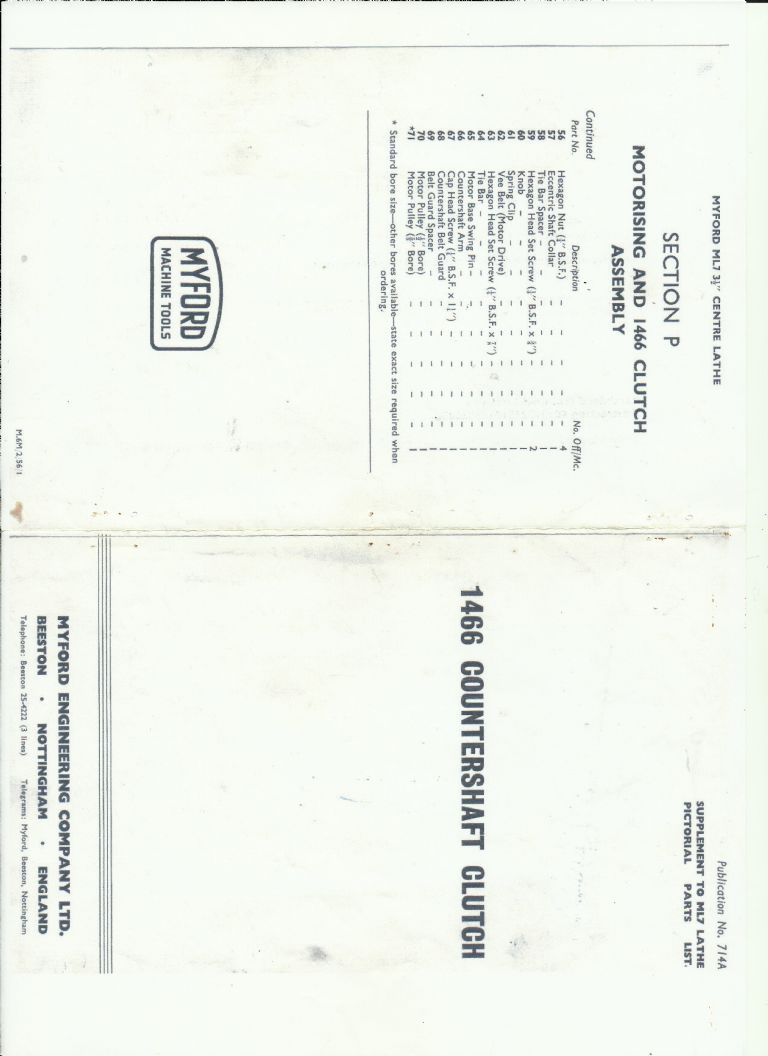 MYFORD ML7 3½″ CENTRE LATHE
SECTION P
MOTORISING AND 1466 CLUTCH
ASSEMBLY
Continued
Part No. Description No. Off/Mc.
56 Hexagon Nut (¼″ B.S.F.) - - - - 4
57 Eccentric Shaft Collar - - - - 1
58 Tie Bar Spacer - - - - - 1
59 Hexagon Head Set Screw (¼″ B.S.F. x ″) - - - 2
60 Knob - - - - - - 1
61 Spring Clip - - - - - 1
62 Vee Belt (Motor Drive) - - - - 1
63 Hexagon Head Set Screw (¼″ B.S.F. x ″) - - - 1
64 Tie Bar - - - - - 1
65 Motor Base Swing Pin - - - - - 1
66 Countershaft Arm - - - - - 1
67 Cap Head Screw (¼″ B.S.F. x 1¼″) - - - 1
68 Countershaft Belt Guard - - - - 1
69 Belt Guard Spacer - - - - 1
70 Motor Pulley (½″ Bore) - - - - 1
*71 Motor Pulley (⅝″ Bore) - - - - 1
* Standard bore size—other bores available—state exact size required when
ordering.
MYFORD
MACHINE TOOLS
M.6M/2.56/1
Publication No. 714A
SUPPLEMENT TO ML7 LATHE
PICTORIAL PARTS LIST.
1466 COUNTERSHAFT CLUTCH
MYFORD ENGINEERING COMPANY LTD.
BEESTON • NOTTINGHAM • ENGLAND
Telephone: Beeston 25-4222 (3 lines) Telegrams: Myford, Beeston, Nottingham